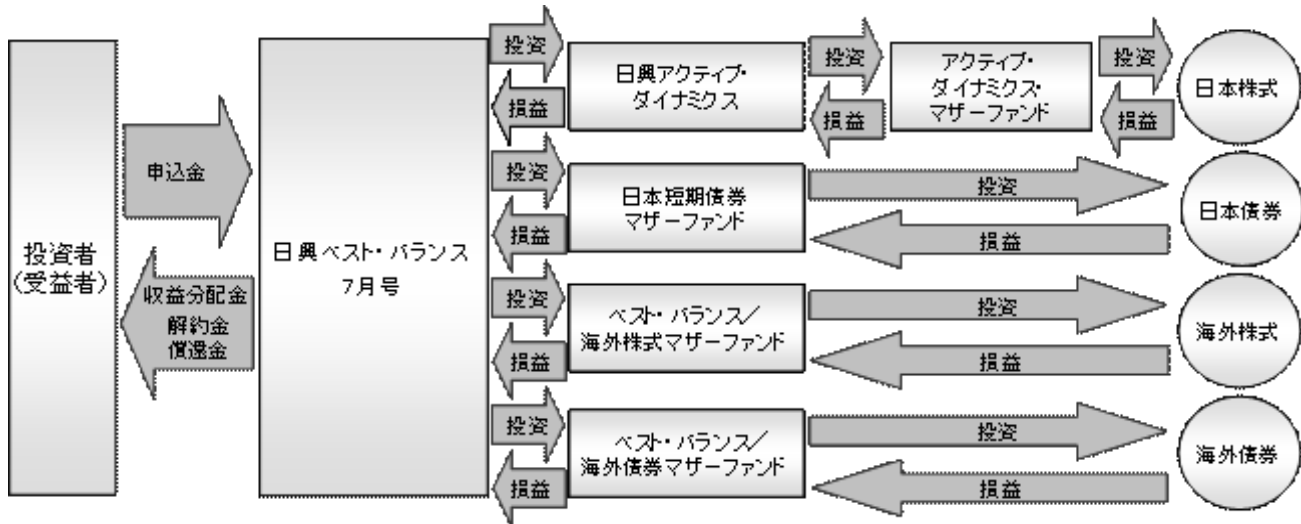 投資者
(受益者)
申込金
収益分配金
解約金
償還金
日興ベスト・バランス
7月号
投資
損益
日興アクティブ・
ダイナミクス
投資
損益
アクティブ・
ダイナミクス・
マザーファンド
投資
損益
日本株式
投資
損益
日本短期債券
マザーファンド
投資
損益
日本債券
投資
損益
ベスト・バランス/
海外株式マザーファンド
投資
損益
海外株式
投資
損益
ベスト・バランス/
海外債券マザーファンド
投資
損益
海外債券